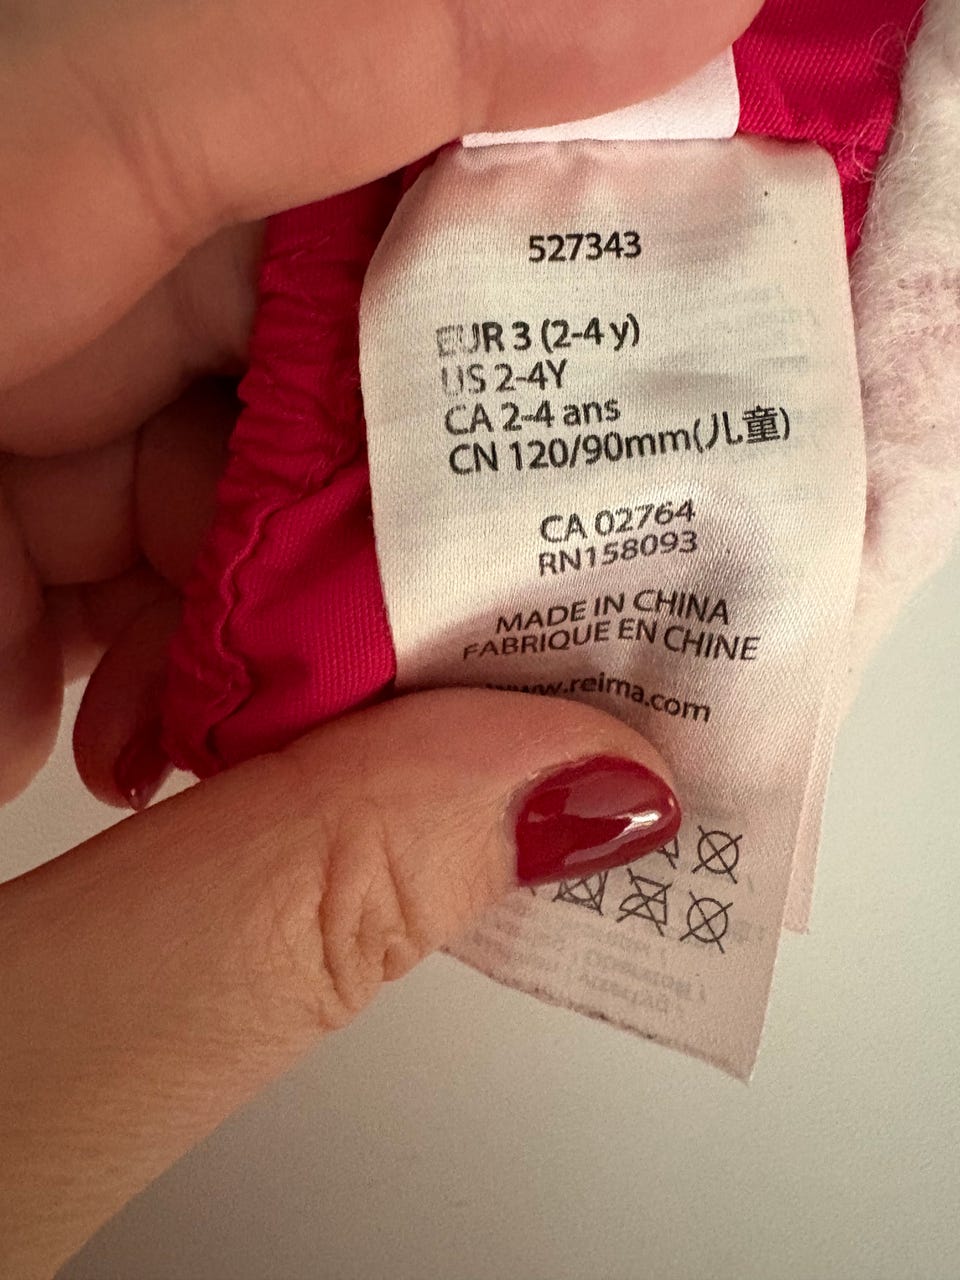 527343
EUR 3 (2-4 y)
US 2-4Y
CA 2-4 ans
CN 120/90mm(儿童)
CA 02764
RN158093
MADE IN CHINA
FABRIQUE EN CHINE
www.reima.com